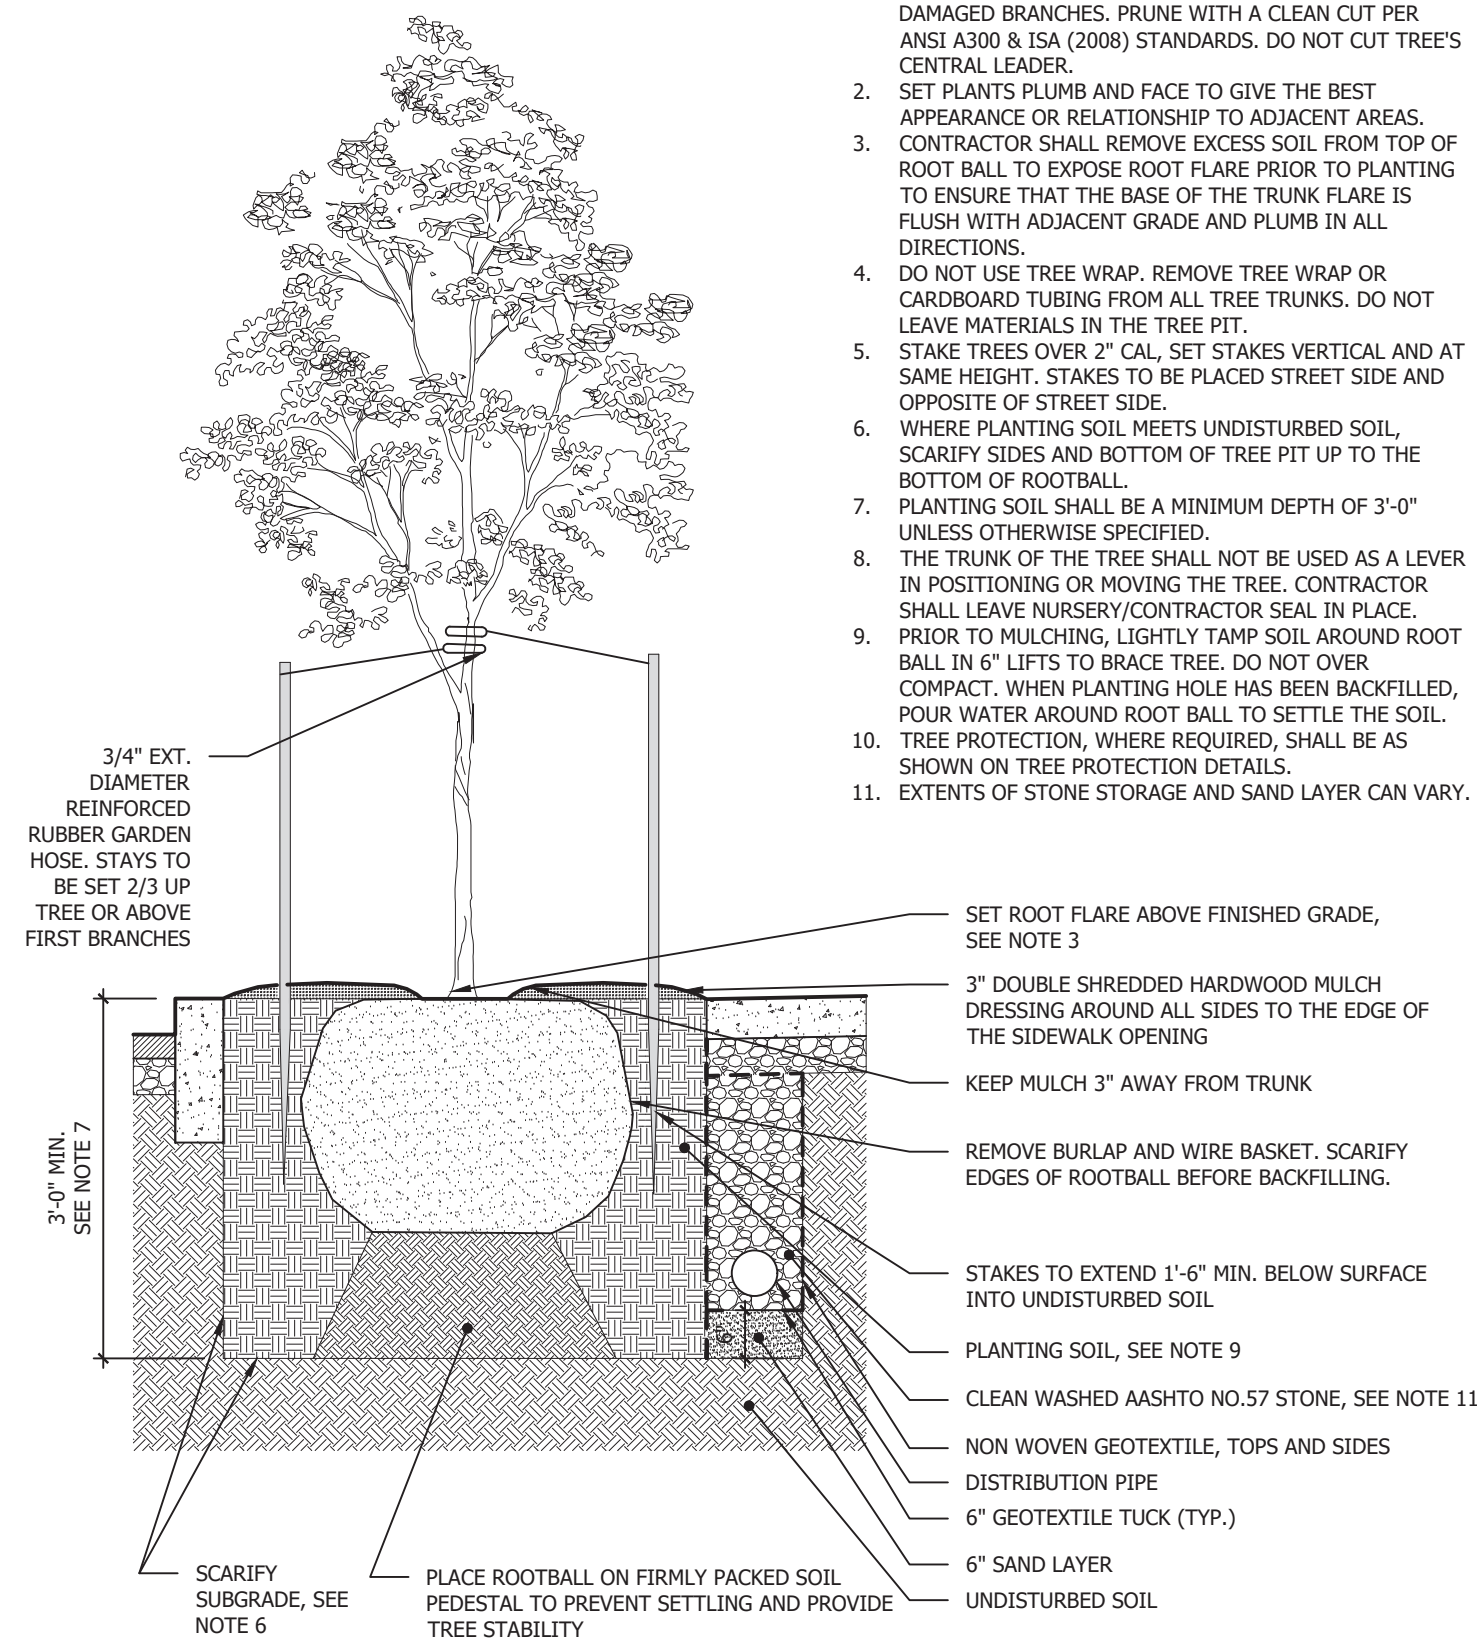 DAMAGED BRANCHES. PRUNE WITH A CLEAN CUT PER
ANSI A300 & ISA (2008) STANDARDS. DO NOT CUT TREE'S
CENTRAL LEADER.
2. SET PLANTS PLUMB AND FACE TO GIVE THE BEST
APPEARANCE OR RELATIONSHIP TO ADJACENT AREAS.
3. CONTRACTOR SHALL REMOVE EXCESS SOIL FROM TOP OF
ROOT BALL TO EXPOSE ROOT FLARE PRIOR TO PLANTING
TO ENSURE THAT THE BASE OF THE TRUNK FLARE IS
FLUSH WITH ADJACENT GRADE AND PLUMB IN ALL
DIRECTIONS.
4. DO NOT USE TREE WRAP. REMOVE TREE WRAP OR
CARDBOARD TUBING FROM ALL TREE TRUNKS. DO NOT
LEAVE MATERIALS IN THE TREE PIT.
5. STAKE TREES OVER 2" CAL, SET STAKES VERTICAL AND AT
SAME HEIGHT. STAKES TO BE PLACED STREET SIDE AND
OPPOSITE OF STREET SIDE.
6. WHERE PLANTING SOIL MEETS UNDISTURBED SOIL,
SCARIFY SIDES AND BOTTOM OF TREE PIT UP TO THE
BOTTOM OF ROOTBALL.
7. PLANTING SOIL SHALL BE A MINIMUM DEPTH OF 3'-0"
UNLESS OTHERWISE SPECIFIED.
8. THE TRUNK OF THE TREE SHALL NOT BE USED AS A LEVER
IN POSITIONING OR MOVING THE TREE. CONTRACTOR
SHALL LEAVE NURSERY/CONTRACTOR SEAL IN PLACE.
9. PRIOR TO MULCHING, LIGHTLY TAMP SOIL AROUND ROOT
BALL IN 6" LIFTS TO BRACE TREE. DO NOT OVER
COMPACT. WHEN PLANTING HOLE HAS BEEN BACKFILLED,
POUR WATER AROUND ROOT BALL TO SETTLE THE SOIL.
10. TREE PROTECTION, WHERE REQUIRED, SHALL BE AS
SHOWN ON TREE PROTECTION DETAILS.
11. EXTENTS OF STONE STORAGE AND SAND LAYER CAN VARY.
3/4" EXT.
DIAMETER
REINFORCED
RUBBER GARDEN
HOSE. STAYS TO
BE SET 2/3 UP
TREE OR ABOVE
FIRST BRANCHES
SET ROOT FLARE ABOVE FINISHED GRADE,
SEE NOTE 3
3" DOUBLE SHREDDED HARDWOOD MULCH
DRESSING AROUND ALL SIDES TO THE EDGE OF
THE SIDEWALK OPENING
KEEP MULCH 3" AWAY FROM TRUNK
REMOVE BURLAP AND WIRE BASKET. SCARIFY
EDGES OF ROOTBALL BEFORE BACKFILLING.
3'-0" MIN.
SEE NOTE 7
STAKES TO EXTEND 1'-6" MIN. BELOW SURFACE
INTO UNDISTURBED SOIL
6"
PLANTING SOIL, SEE NOTE 9
CLEAN WASHED AASHTO NO.57 STONE, SEE NOTE 11
NON WOVEN GEOTEXTILE, TOPS AND SIDES
DISTRIBUTION PIPE
6" GEOTEXTILE TUCK (TYP.)
6" SAND LAYER
UNDISTURBED SOIL
SCARIFY
SUBGRADE, SEE
NOTE 6
PLACE ROOTBALL ON FIRMLY PACKED SOIL
PEDESTAL TO PREVENT SETTLING AND PROVIDE
TREE STABILITY